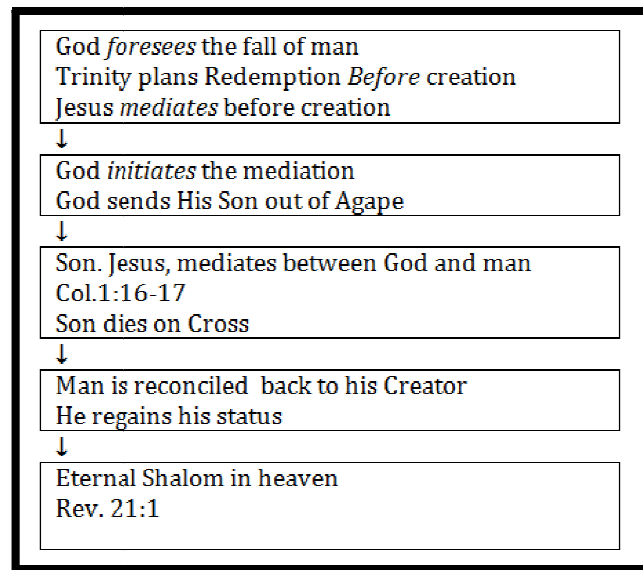 God foresees the fall of man
Trinity plans Redemption Before creation
Jesus mediates before creation
↓
God initiates the mediation
God sends His Son out of Agape
↓
Son. Jesus, mediates between God and man
Col.1:16-17
Son dies on Cross
↓
Man is reconciled  back to his Creator
He regains his status
↓
Eternal Shalom in heaven
Rev. 21:1